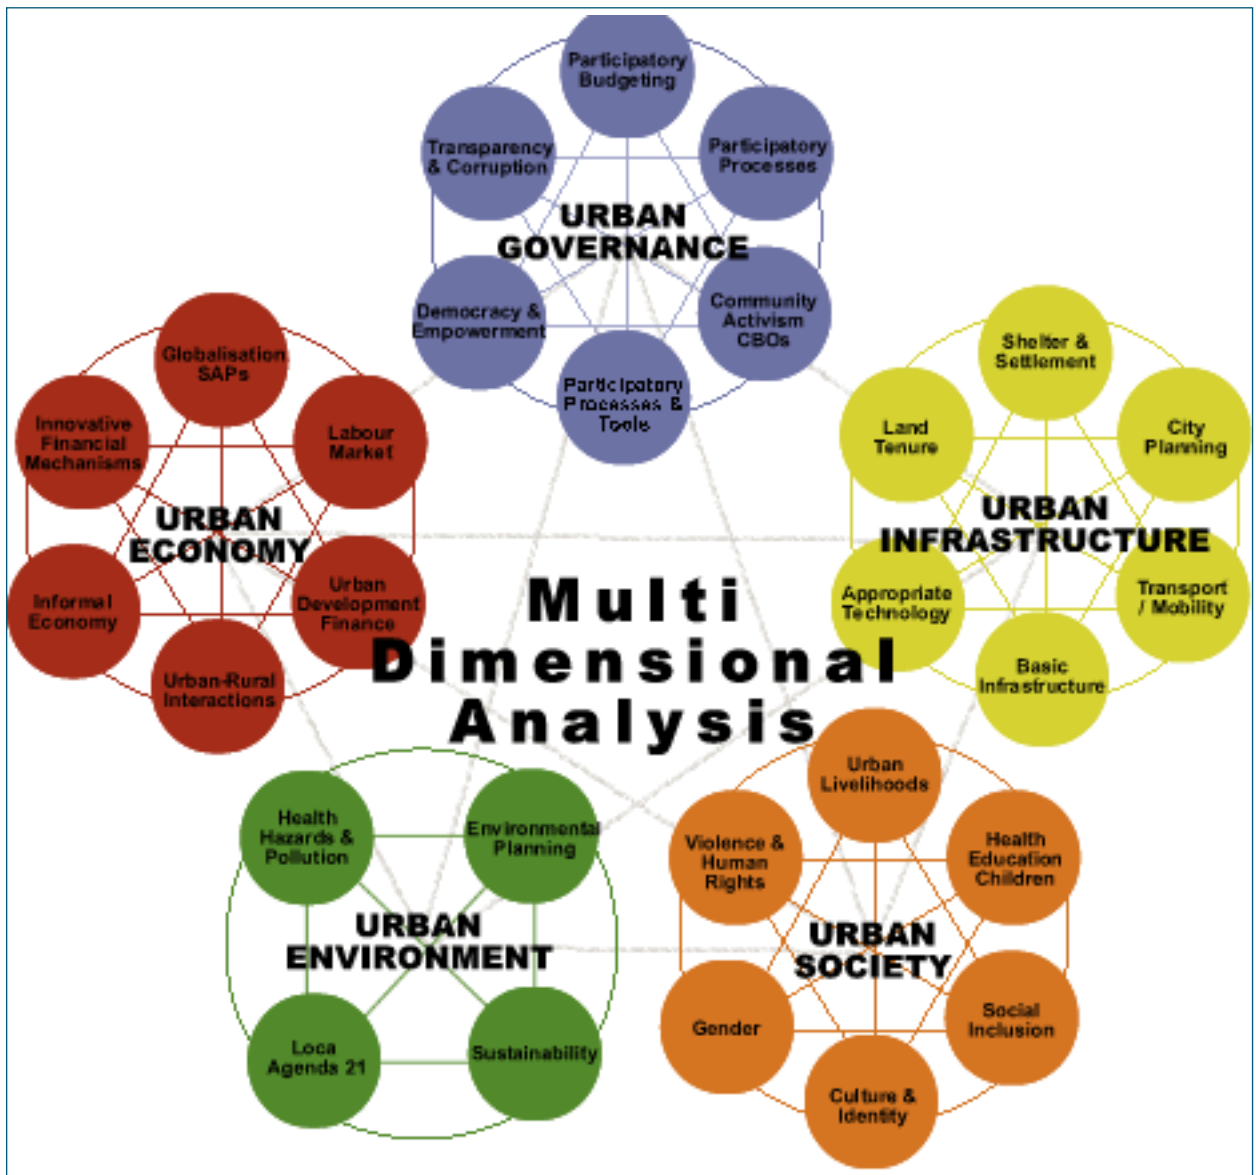 Participatory
Budgeting
Transparency
& Corruption
Participatory
Processes
URBAN
GOVERNANCE
Democracy &
Empowerment
Community
Activism
CBOs
Participatory
Processes &
Tools
Globalisation
SAPs
Innovative
Financial
Mechanisms
Labour
Market
URBAN
ECONOMY
Informal
Economy
Urban
Development
Finance
Urban-Rural
Interactions
Shelter &
Settlement
Land
Tenure
City
Planning
URBAN
INFRASTRUCTURE
Appropriate
Technology
Transport
/ Mobility
Basic
Infrastructure
Multi
Dimensional
Analysis
Health
Hazards &
Pollution
Environmental
Planning
URBAN
ENVIRONMENT
Loca
Agends 21
Sustainability
Urban
Livelihoods
Violence &
Human
Rights
Health
Education
Children
URBAN
SOCIETY
Gender
Social
Inclusion
Culture &
Identity